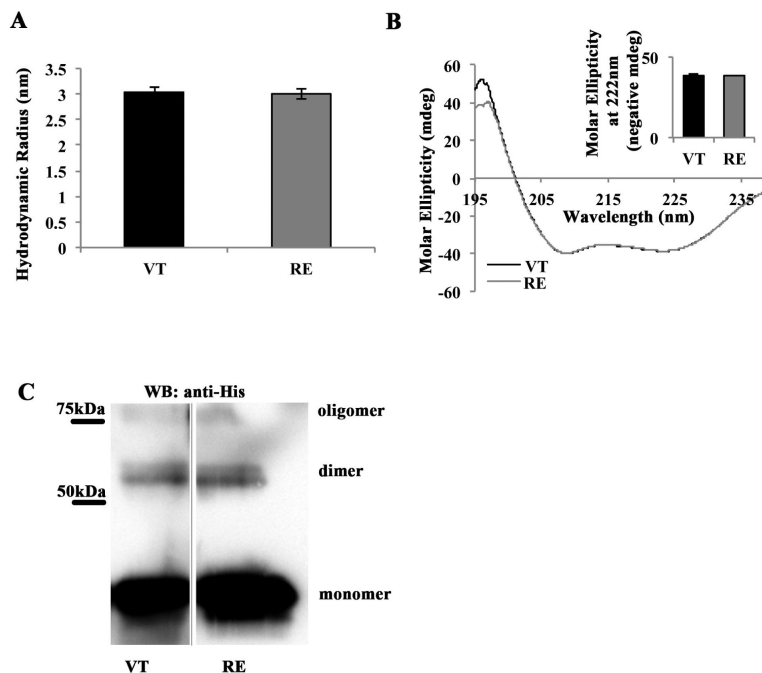 A
Hydrodynamic Radius (nm)
3.5
3
2.5
2
1.5
1
0.5
0
VT
RE
B
Molar Ellipticity (mdeg)
60
40
20
0
-20
-40
-60
195
205
215
225
235
Wavelength (nm)
VT
RE
Molar Ellipticity
at 222nm
(negative mdeg)
50
0
VT
RE
C
WB: anti-His
75kDa
50kDa
oligomer
dimer
monomer
VT
RE